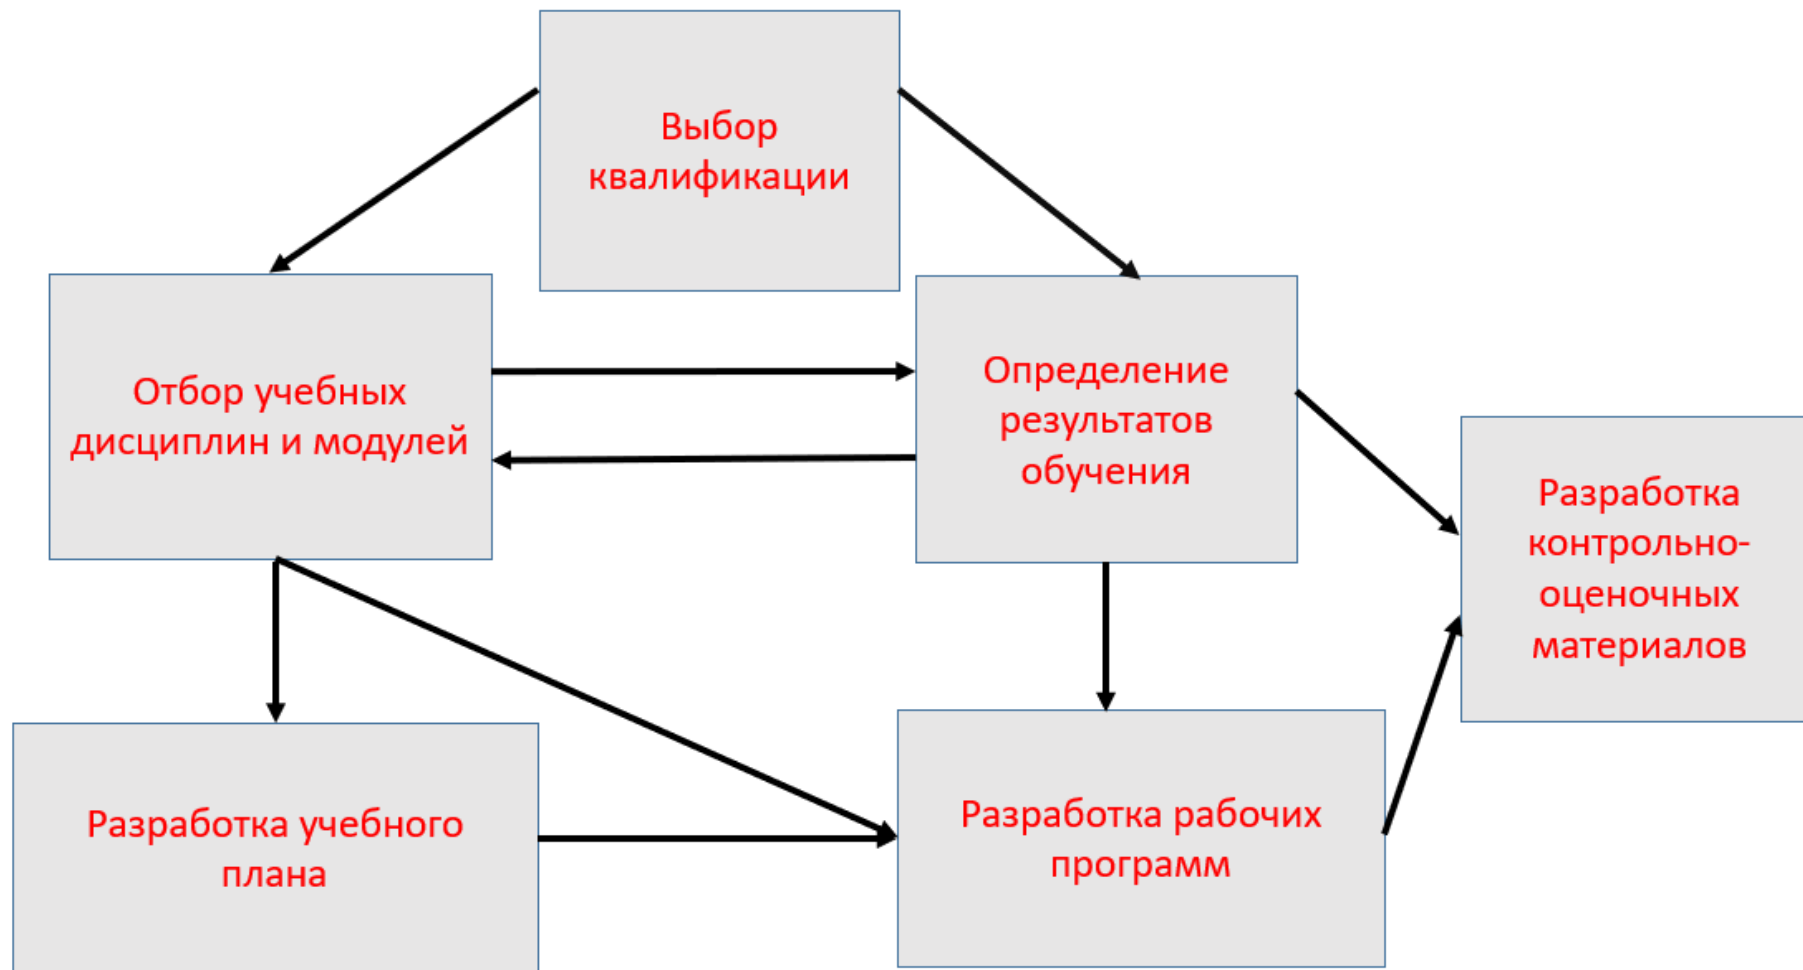 Выбор
квалификации
Отбор учебных
дисциплин и модулей
Определение
результатов
обучения
Разработка
контрольно-
оценочных
материалов
Разработка учебного
плана
Разработка рабочих
программ